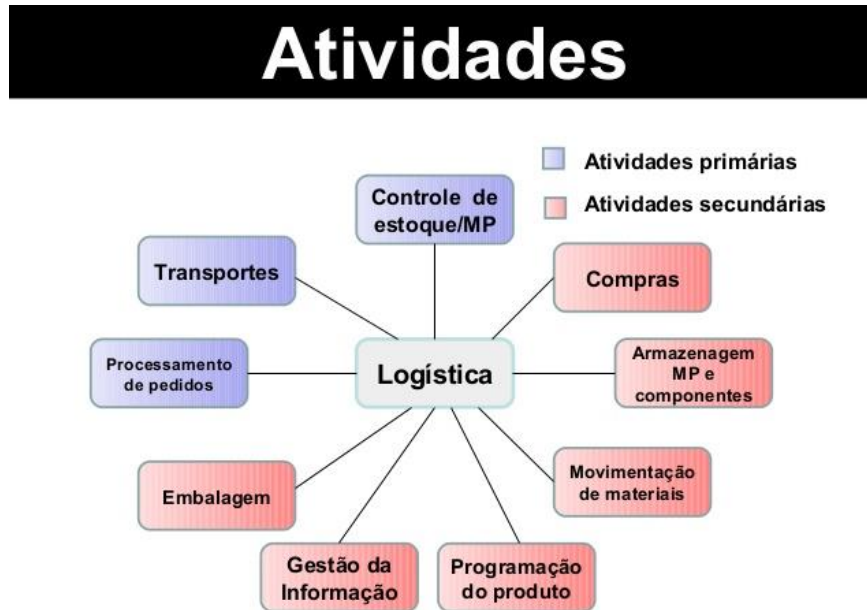 Atividades
Atividades primárias
Atividades secundárias
Controle de
estoque/MP
Transportes
Compras
Processamento
de pedidos
Logística
Armazenagem
MP e
componentes
Embalagem
Movimentação
de materiais
Gestão da
Informação
Programação
do produto